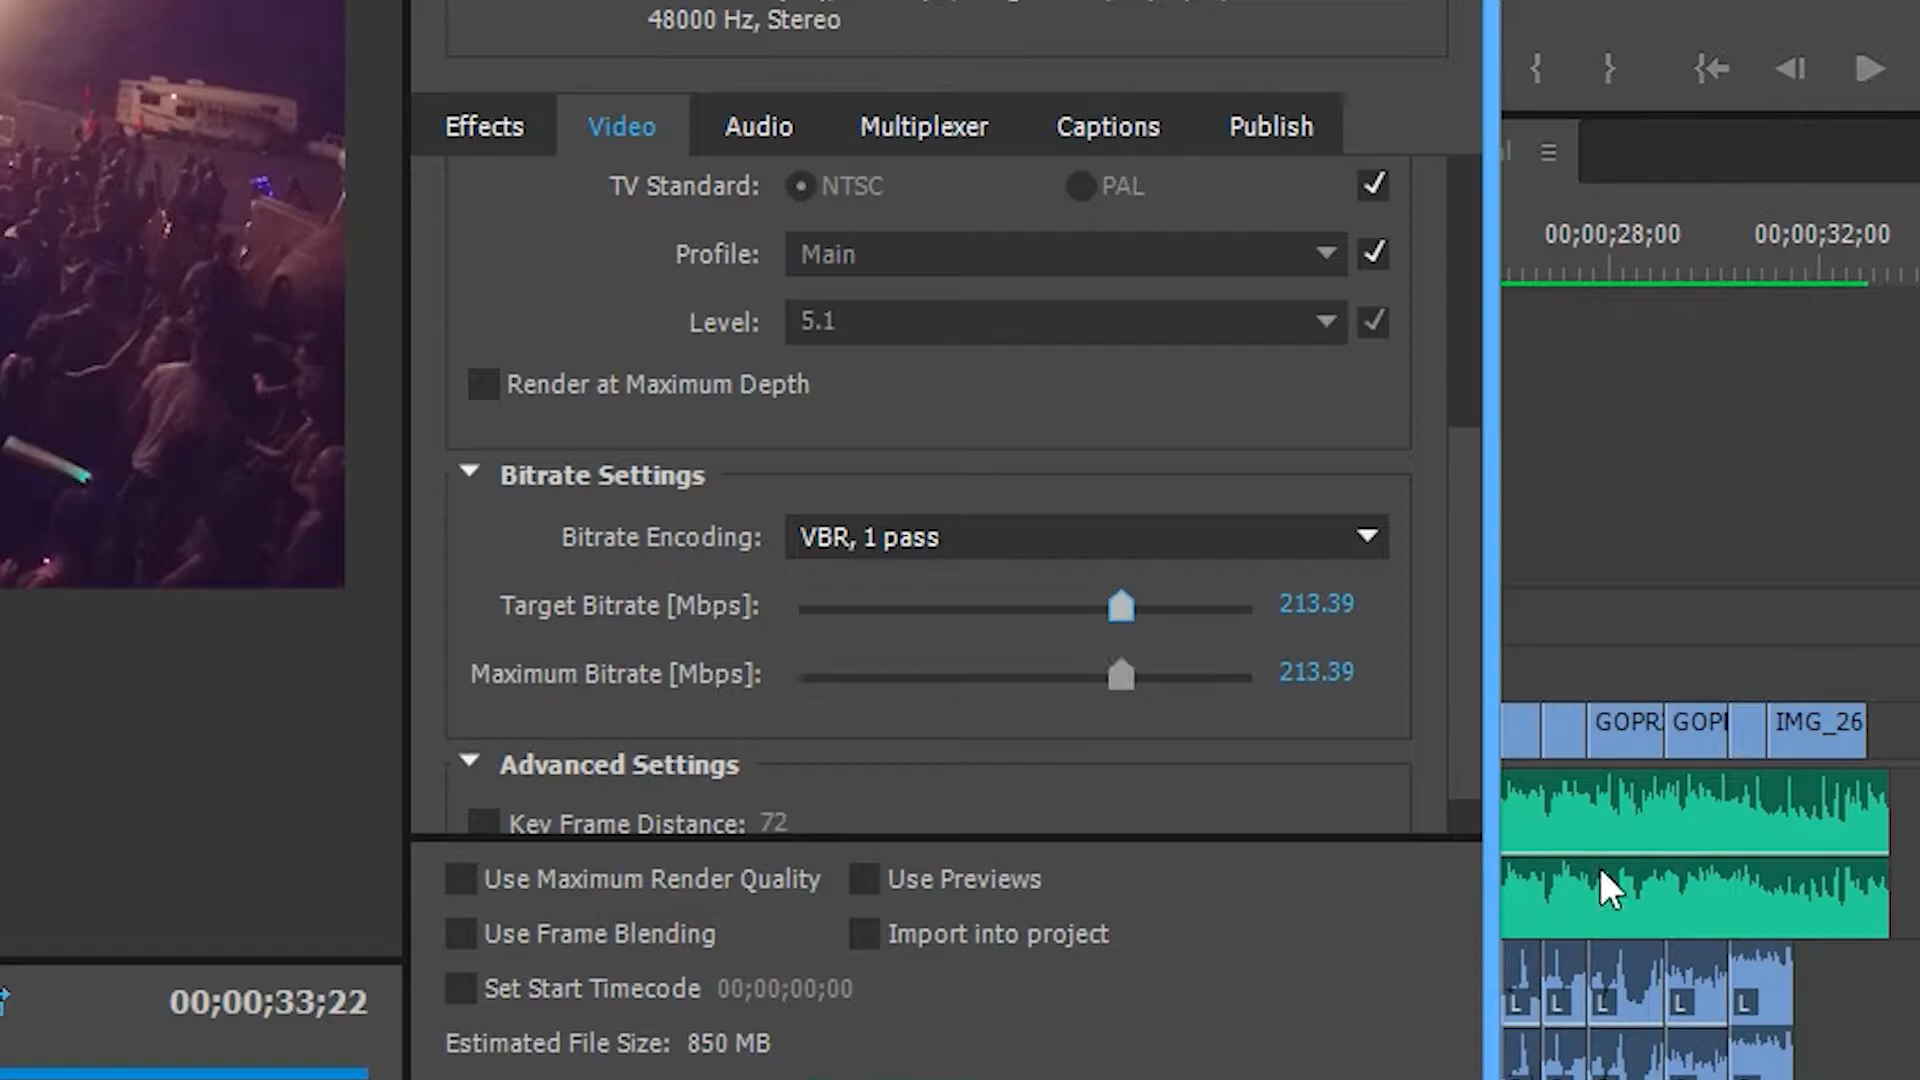 48000 Hz, Stereo
Effects Video Audio Multiplexer Captions Publish
TV Standard: NTSC PAL
Profile: Main
Level: 5.1
Render at Maximum Depth
Bitrate Settings
Bitrate Encoding: VBR, 1 pass
Target Bitrate [Mbps]: 213.39
Maximum Bitrate [Mbps]: 213.39
Advanced Settings
Key Frame Distance: 72
Use Maximum Render Quality Use Previews
Use Frame Blending Import into project
Set Start Timecode 00;00;00;00
Estimated File Size: 850 MB
00;00;33;22
00;00;28;00 00;00;32;00
GOPR GOP IMG_26
L L L L L